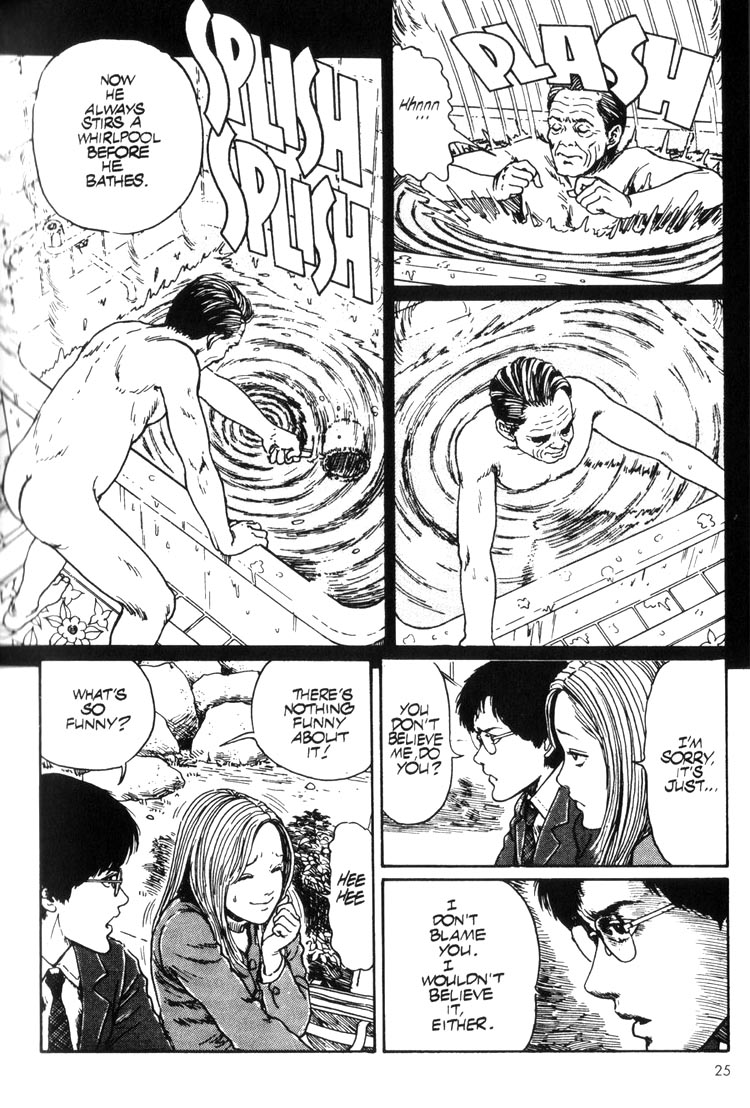 NOW
HE
ALWAYS
STIRS A
WHIRLPOOL
BEFORE
HE
BATHES.
SPLISH
SPLISH
PLASH
HHNNN
...
WHAT'S
SO
FUNNY?
THERE'S
NOTHING
FUNNY
ABOUT
IT!
HEE
HEE
YOU
DON'T
BELIEVE
ME, DO
YOU?
I'M
SORRY,
IT'S
JUST...
I
DON'T
BLAME
YOU.
I
WOULDN'T
BELIEVE
IT,
EITHER.
25